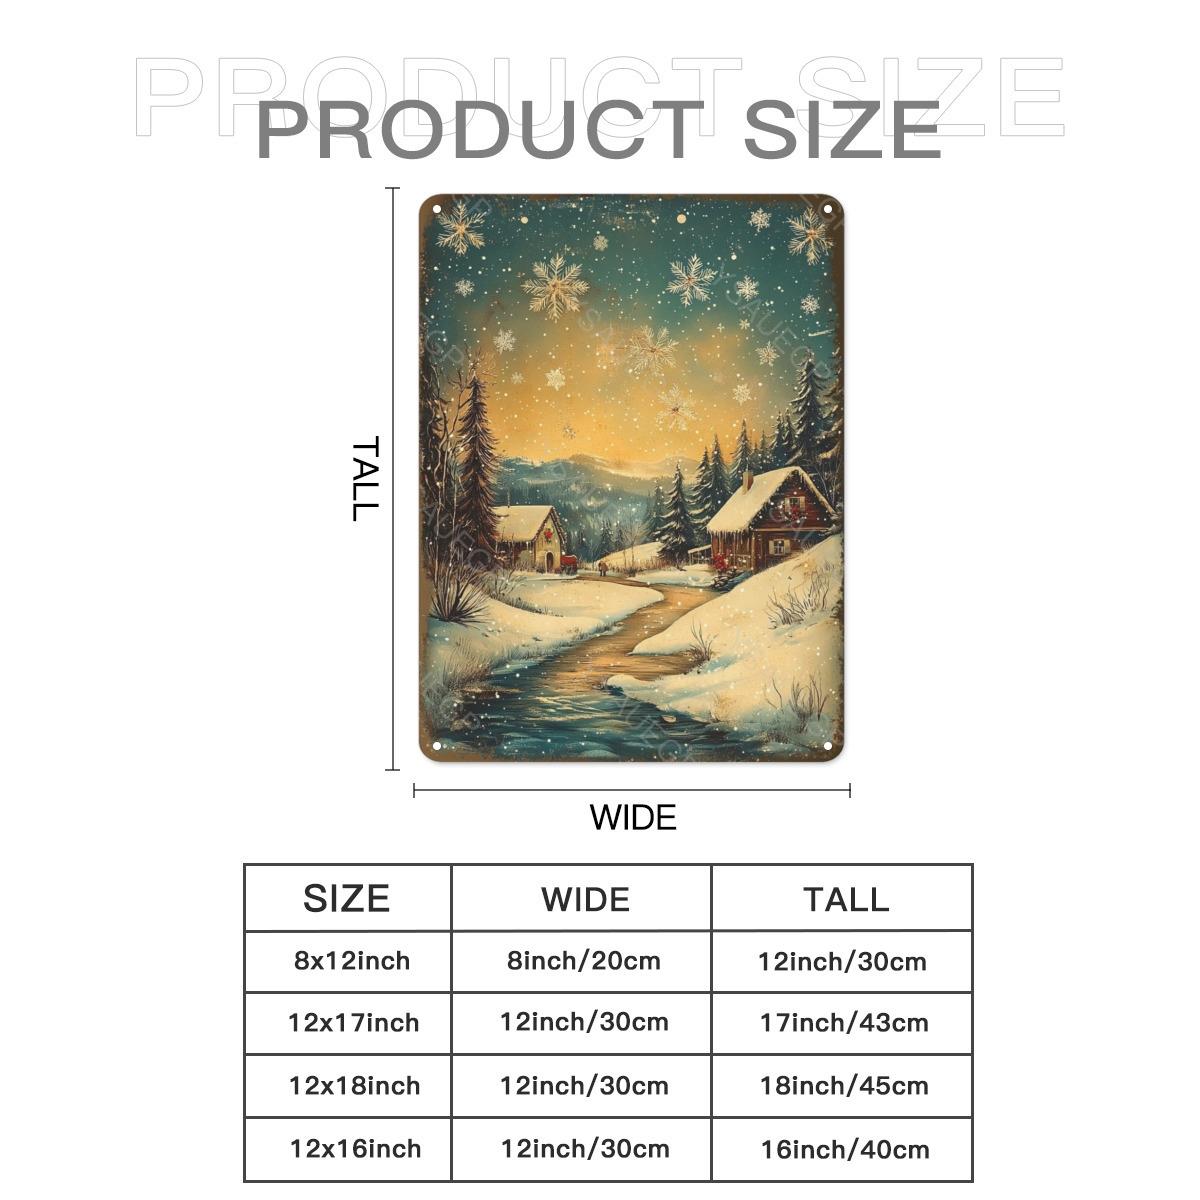 PRODUCT SIZE
PRODUCT SIZE
TALL
WIDE
SIZE WIDE TALL
8x12inch 8inch/20cm 12inch/30cm
12x17inch 12inch/30cm 17inch/43cm
12x18inch 12inch/30cm 18inch/45cm
12x16inch 12inch/30cm 16inch/40cm